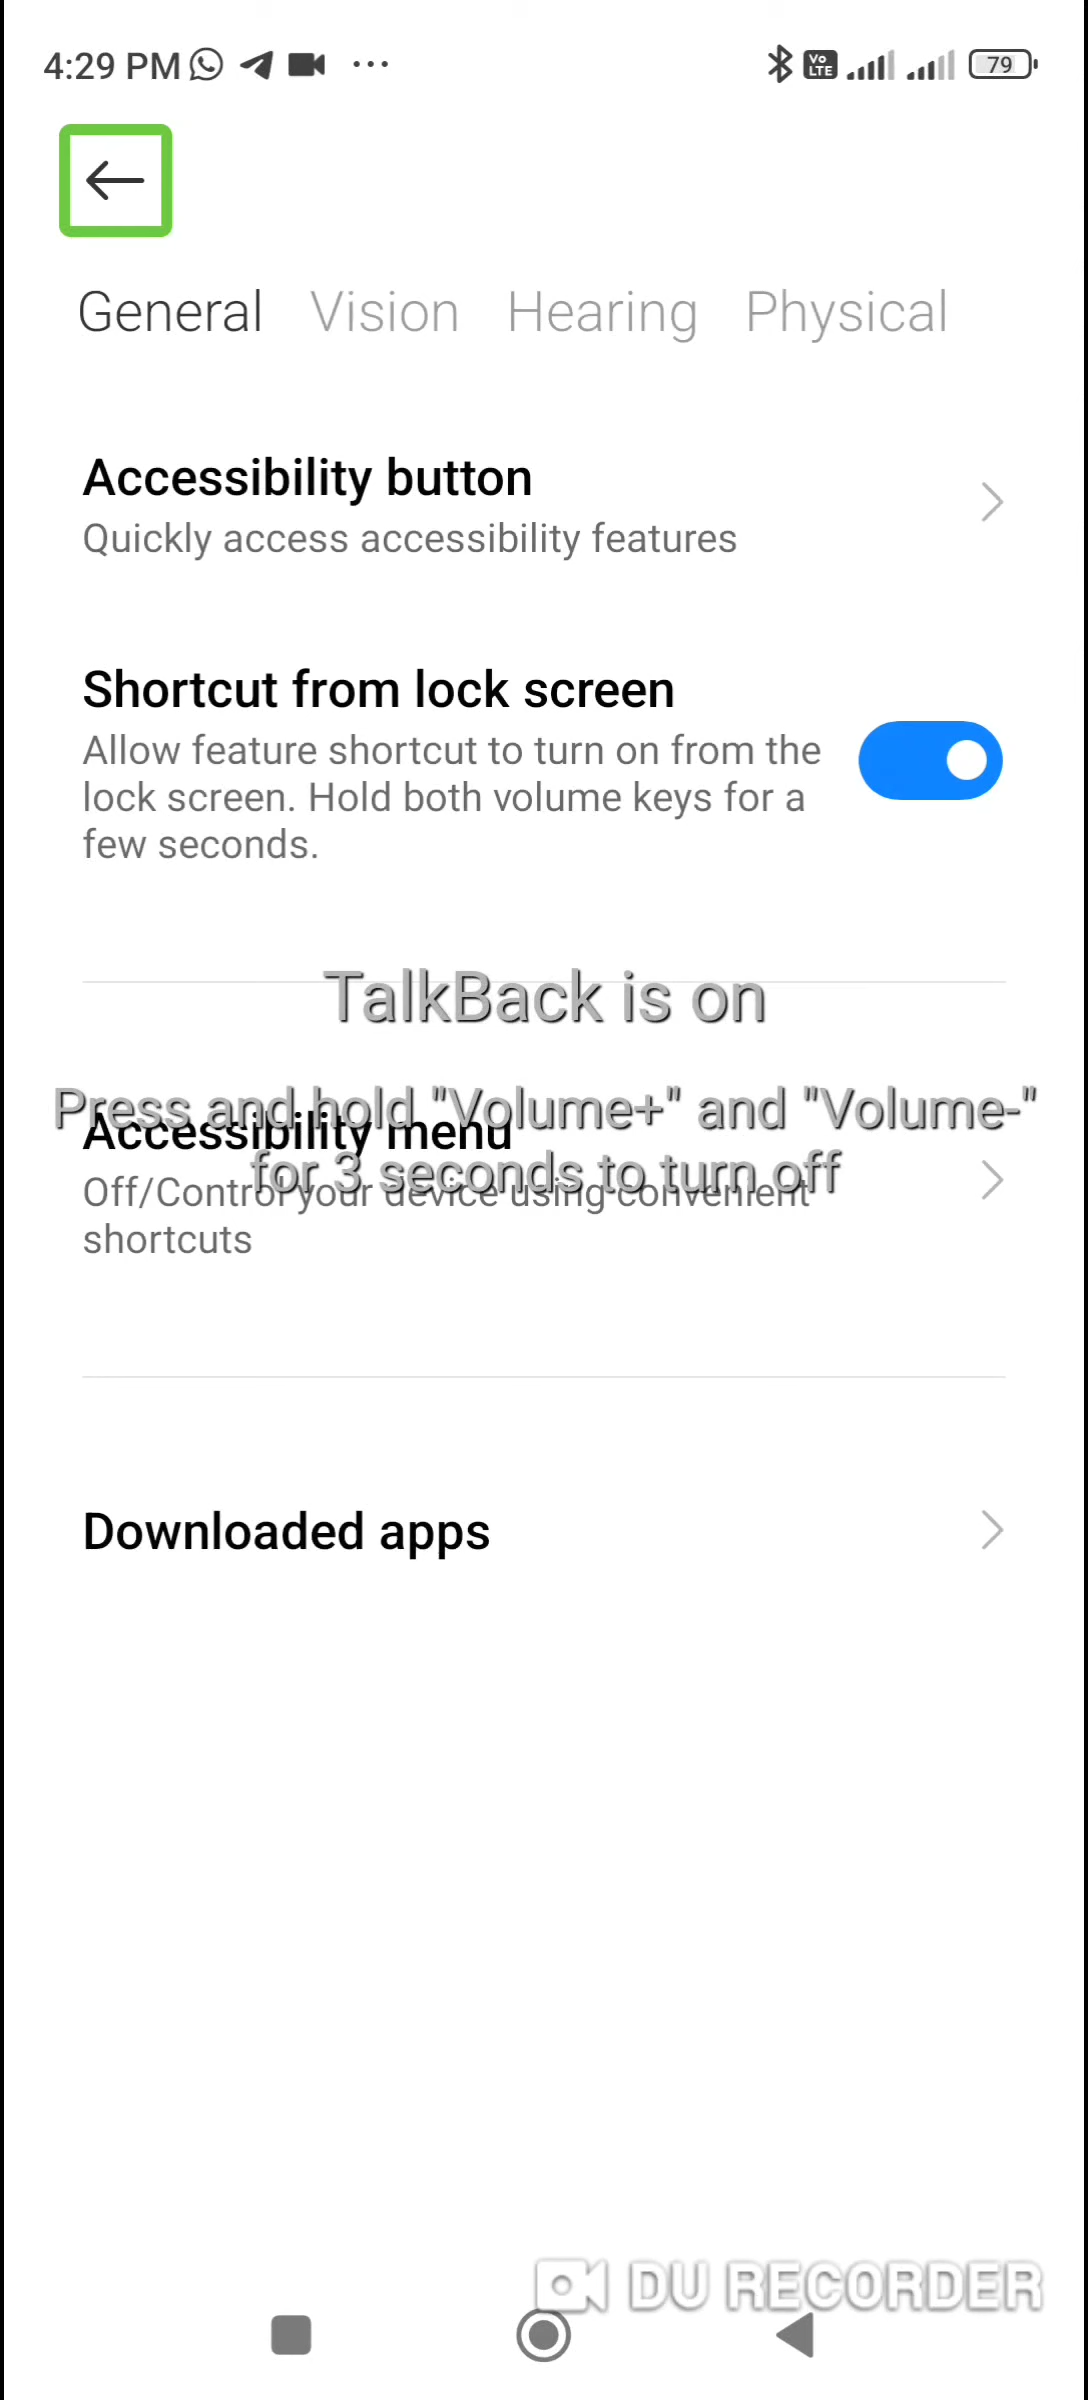 4:29 PM
Vo
LTE
79
General Vision Hearing Physical
Accessibility button
Quickly access accessibility features
Shortcut from lock screen
Allow feature shortcut to turn on from the
lock screen. Hold both volume keys for a
few seconds.
TalkBack is on
Press and hold "Volume+" and "Volume-"
for 3 seconds to turn off
Accessibility menu
Off/Control your device using convenient
shortcuts
Downloaded apps
DU RECORDER